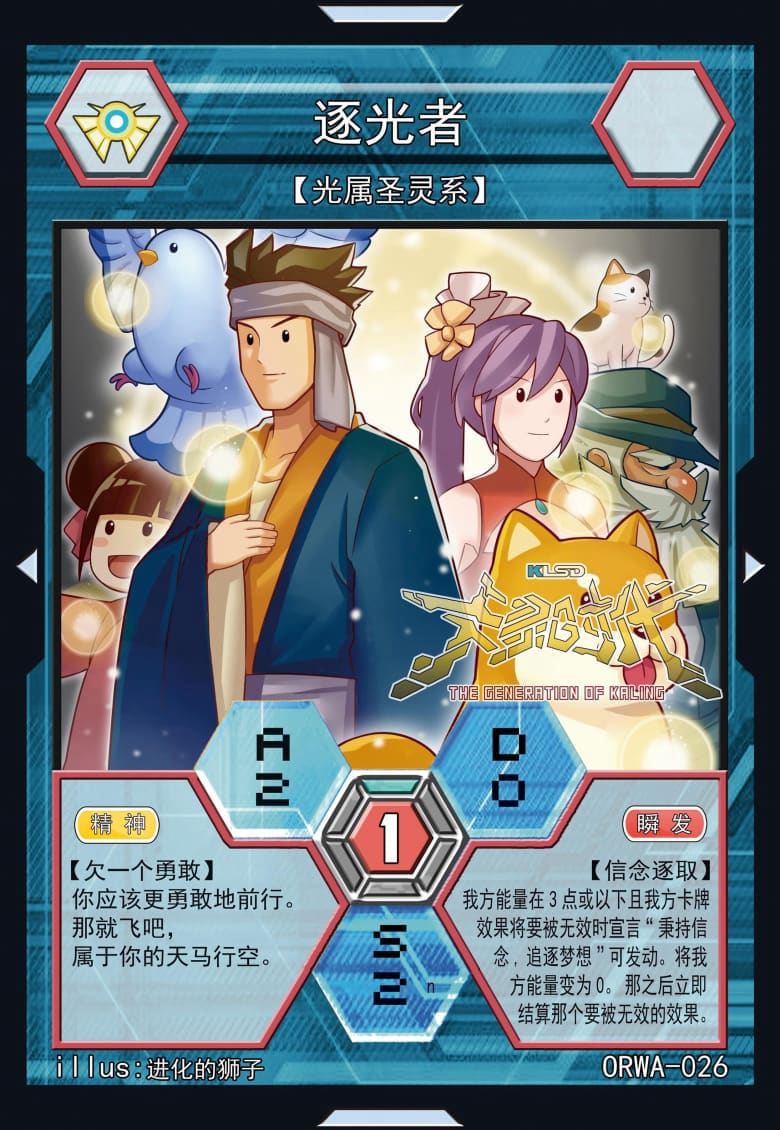 逐光者
【光属圣灵系】
KLSD
THE GENERATION OF KALING
A
2
D
0
1
精神
【欠一个勇敢】
你应该更勇敢地前行。
那就飞吧，
属于你的天马行空。
瞬发
【信念逐取】
我方能量在3点或以下且我方卡牌
效果将要被无效时宣言“秉持信
念，追逐梦想”可发动。将我
方能量变为0。那之后立即
结算那个要被无效的效果。
S
2
n
illus:进化的狮子
ORWA-026